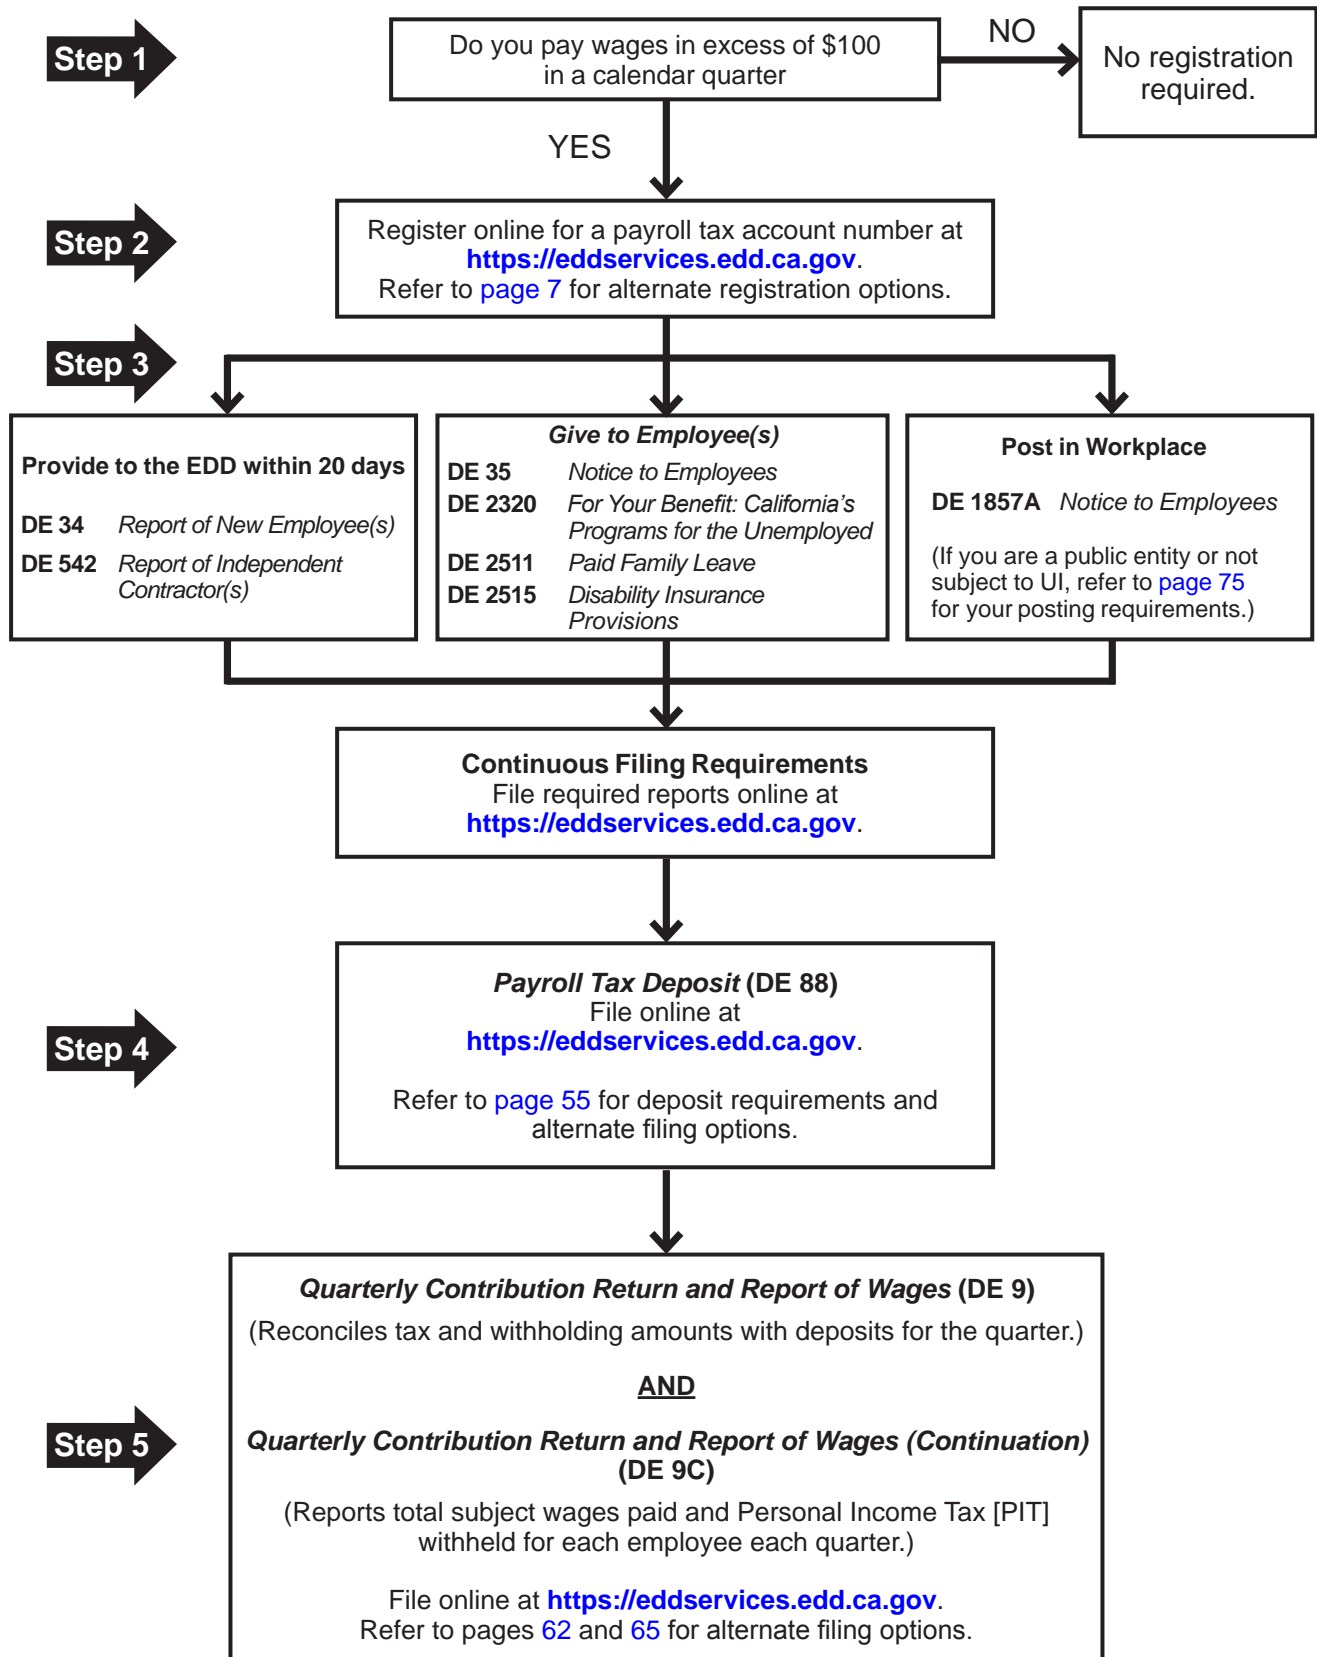 Step 1
Do you pay wages in excess of $100
in a calendar quarter
NO
No registration
required.
YES
Step 2
Register online for a payroll tax account number at
https://eddservices.edd.ca.gov.
Refer to page 7 for alternate registration options.
Step 3
Provide to the EDD within 20 days
DE 34 Report of New Employee(s)
DE 542 Report of Independent
Contractor(s)
Give to Employee(s)
DE 35 Notice to Employees
DE 2320 For Your Benefit: California's
Programs for the Unemployed
DE 2511 Paid Family Leave
DE 2515 Disability Insurance
Provisions
Post in Workplace
DE 1857A Notice to Employees
(If you are a public entity or not
subject to UI, refer to page 75
for your posting requirements.)
Continuous Filing Requirements
File required reports online at
https://eddservices.edd.ca.gov.
Step 4
Payroll Tax Deposit (DE 88)
File online at
https://eddservices.edd.ca.gov.
Refer to page 55 for deposit requirements and
alternate filing options.
Step 5
Quarterly Contribution Return and Report of Wages (DE 9)
(Reconciles tax and withholding amounts with deposits for the quarter.)
AND
Quarterly Contribution Return and Report of Wages (Continuation)
(DE 9C)
(Reports total subject wages paid and Personal Income Tax [PIT]
withheld for each employee each quarter.)
File online at https://eddservices.edd.ca.gov.
Refer to pages 62 and 65 for alternate filing options.